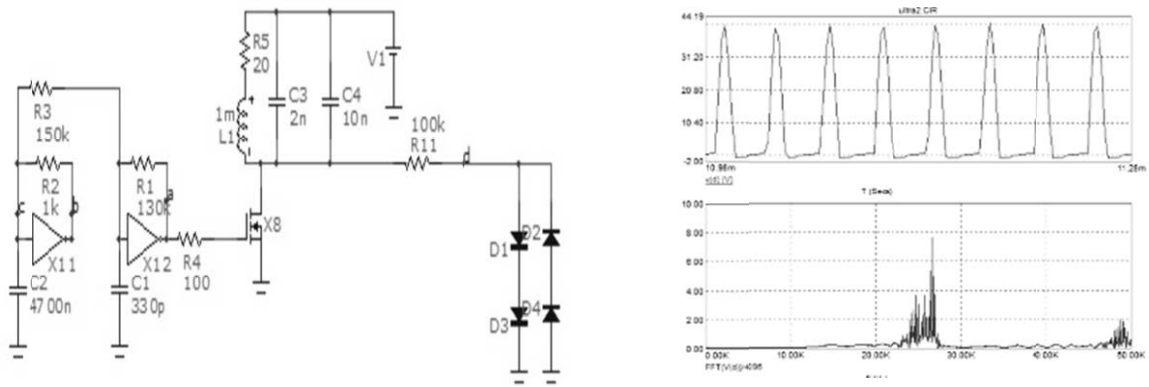 R5
20
V1
C3
2n
C4
10n
1m
L1
R3
150k
100k
R11
d
R2
1k
R1
130k
a
c
b
X8
X11
X12
R4
100
C2
4700n
C1
330p
D1
D2
D3
D4
ultra2.CIR
44.19
31.20
20.80
10.40
-2.00
10.98m
11.28m
T (Secs)
10.00
8.00
6.00
4.00
2.00
0.00
0.00K
10.00K
20.00K
30.00K
40.00K
50.00K